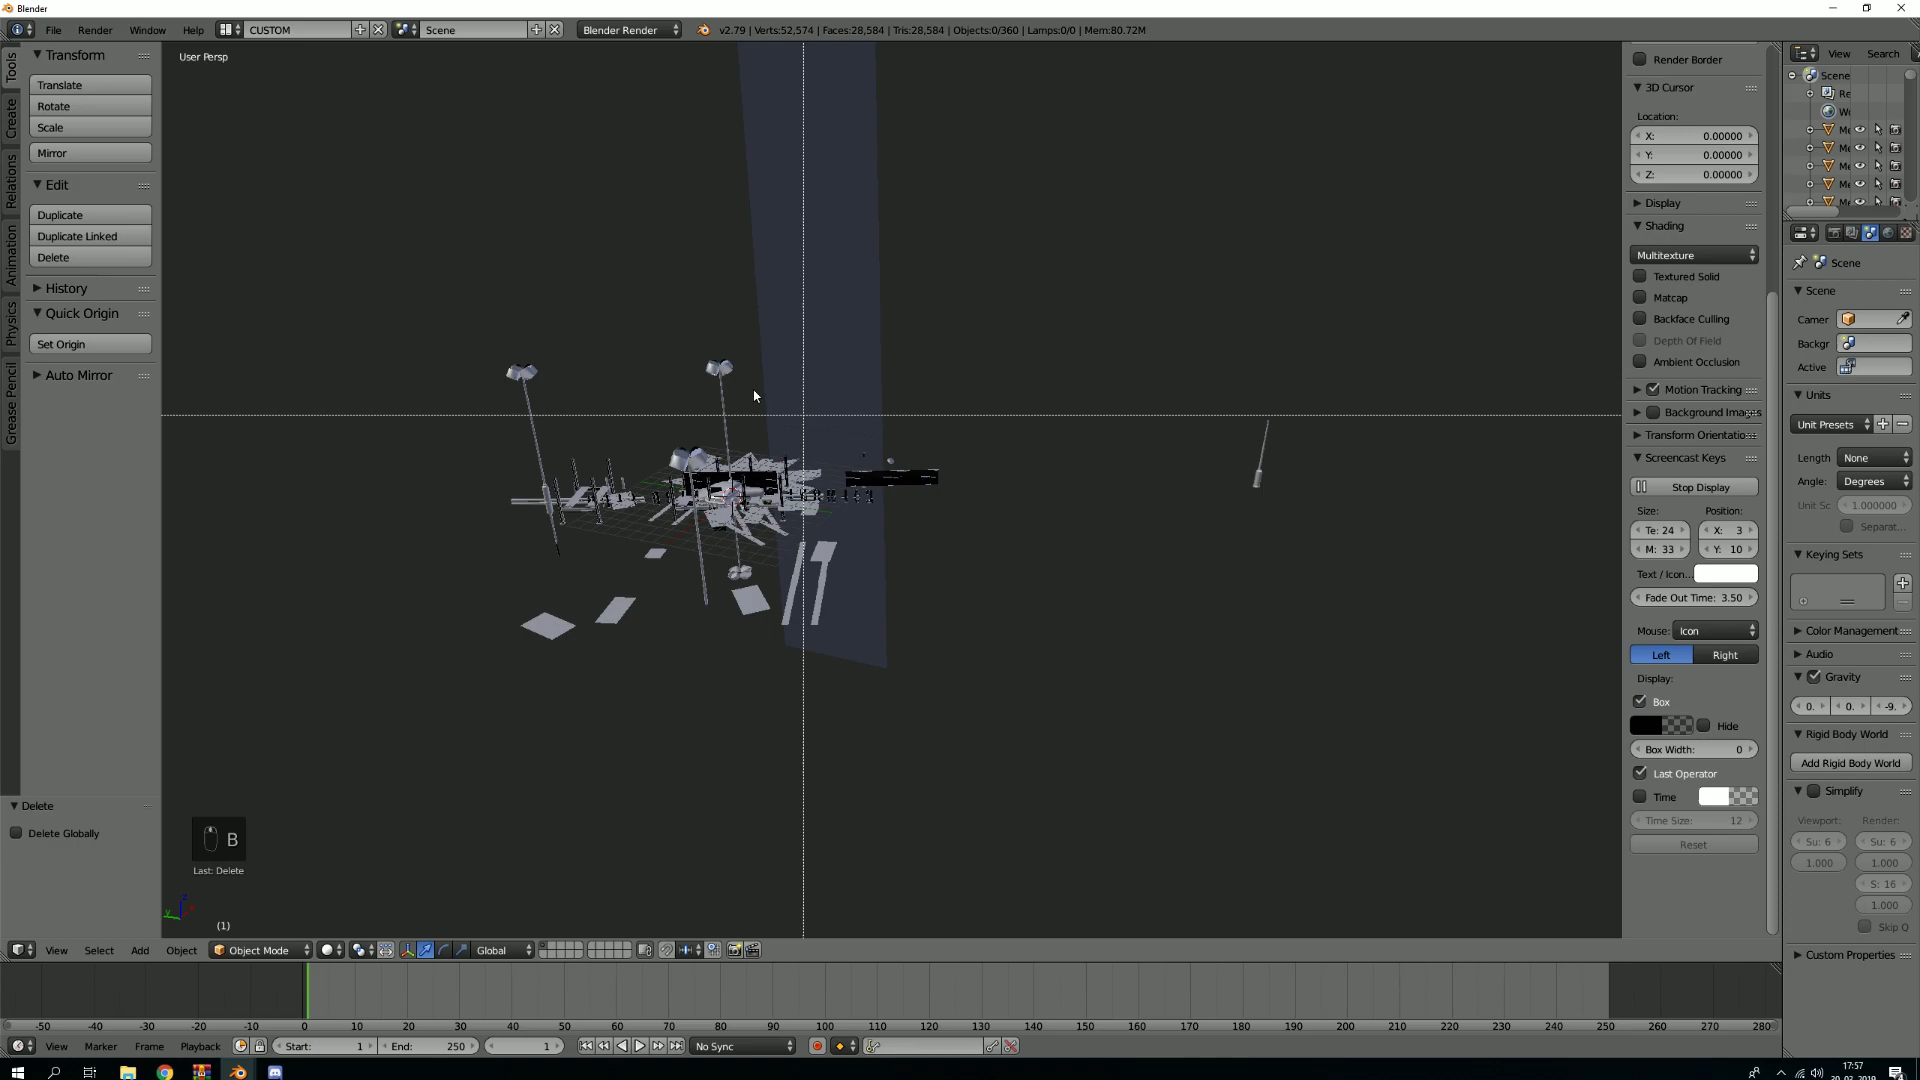 Blender
File Render Window Help CUSTOM Scene Blender Render v2.79 | Verts:52,574 | Faces:28,584 | Tris:28,584 | Objects:0/360 | Lamps:0/0 | Mem:80.72M
Tools
Create
Relations
Animation
Physics
Grease Pencil
Transform
Translate
Rotate
Scale
Mirror
Edit
Duplicate
Duplicate Linked
Delete
History
Quick Origin
Set Origin
Auto Mirror
Delete
Delete Globally
User Persp
B
Last: Delete
(1)
Render Border
3D Cursor
Location:
X: 0.00000
Y: 0.00000
Z: 0.00000
Display
Shading
Multitexture
Textured Solid
Matcap
Backface Culling
Depth Of Field
Ambient Occlusion
Motion Tracking
Background Images
Transform Orientatio
Screencast Keys
Stop Display
Size: Position:
Te: 24 X: 3
M: 33 Y: 10
Text / Icon...
Fade Out Time: 3.50
Mouse: Icon
Left Right
Display:
Box
Hide
Box Width: 0
Last Operator
Time
Time Size: 12
Reset
View Search
Scene
Re
Wo
Me
Me
Me
Me
Me
Scene
Scene
Camer
Backgr
Active
Units
Unit Presets
Length None
Angle: Degrees
Unit Sc 1.000000
Separat...
Keying Sets
Color Management
Audio
Gravity
0. 0. -9.
Rigid Body World
Add Rigid Body World
Simplify
Viewport: Render:
Su: 6 Su: 6
1.000 1.000
S: 16
1.000
Skip Q
Custom Properties
View Select Add Object Object Mode Global
-50 -40 -30 -20 -10 0 10 20 30 40 50 60 70 80 90 100 110 120 130 140 150 160 170 180 190 200 210 220 230 240 250 260 270 280
View Marker Frame Playback Start: 1 End: 250 1 No Sync
17:57